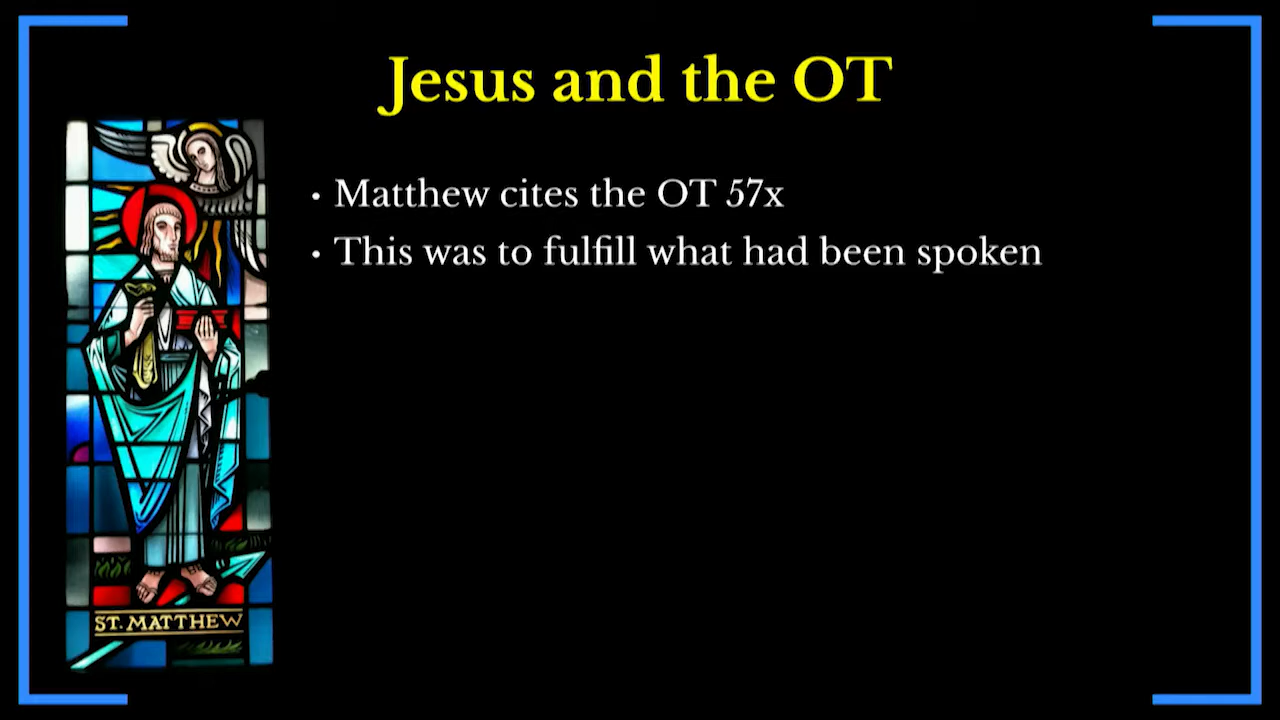 Jesus and the OT
• Matthew cites the OT 57x
• This was to fulfill what had been spoken
ST. MATTHEW